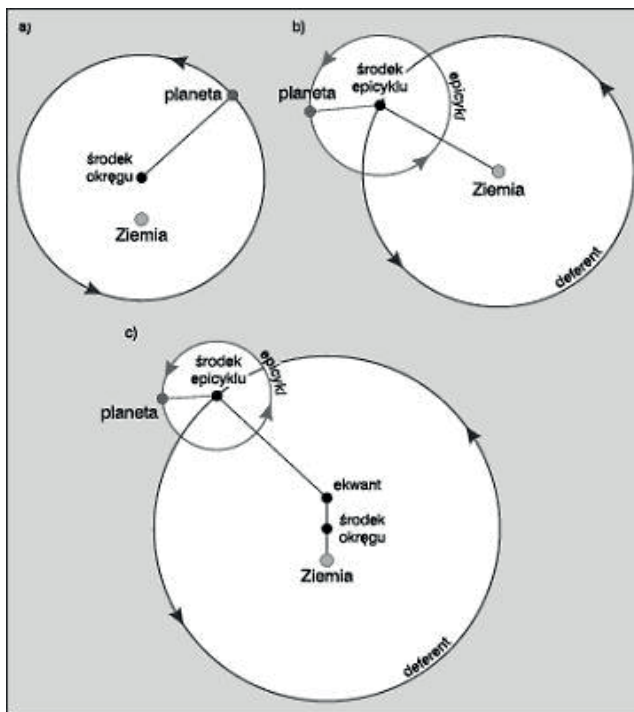 a)
planeta
środek
okręgu
Ziemia
b)
środek
epicyklu
epicykl
planeta
Ziemia
deferent
c)
środek
epicyklu
epicykl
planeta
ekwant
środek
okręgu
Ziemia
deferent